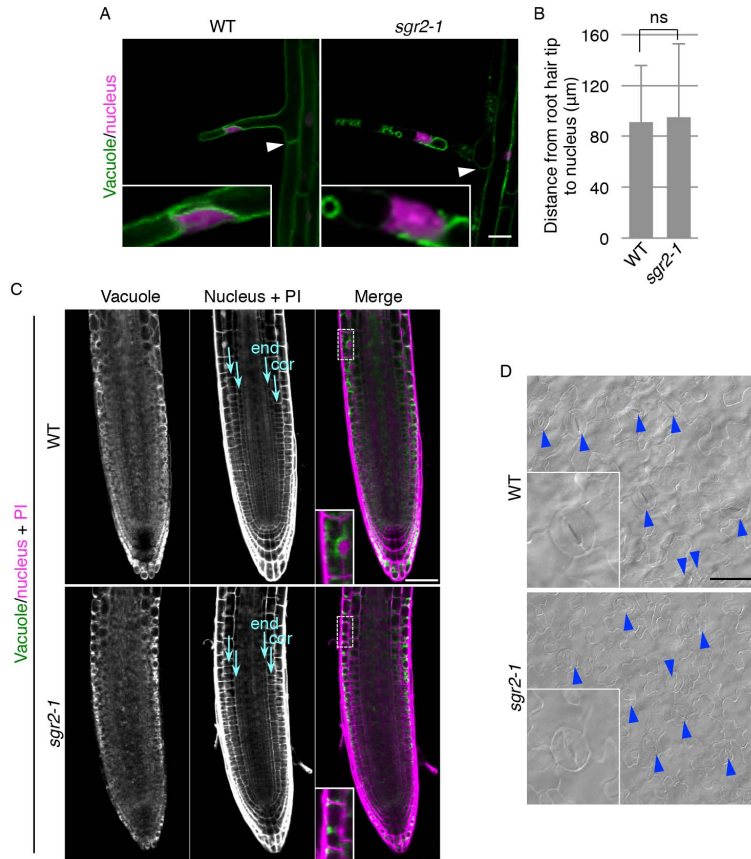 A
WT
sgr2-1
Vacuole/nucleus
B
ns
160
120
80
40
0
Distance from root hair tip
to nucleus (μm)
WT
sgr2-1
C
Vacuole
Nucleus + PI
Merge
end
cor
WT
end
cor
sgr2-1
Vacuole/nucleus + PI
D
WT
sgr2-1